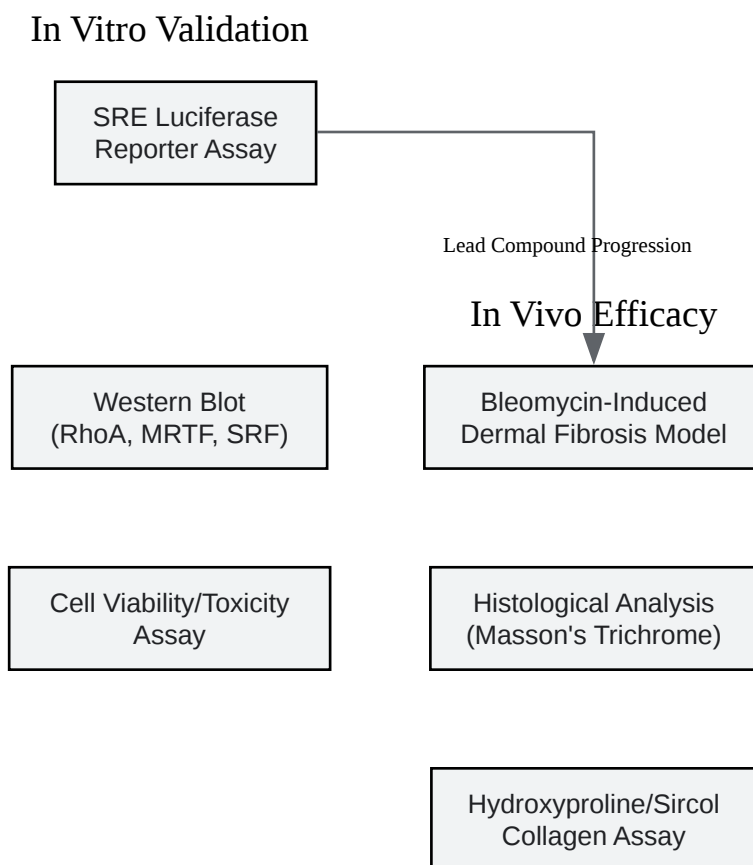 In Vitro Validation
SRE Luciferase
Reporter Assay
Lead Compound Progression
In Vivo Efficacy
Western Blot
(RhoA, MRTF, SRF)
Bleomycin-Induced
Dermal Fibrosis Model
Cell Viability/Toxicity
Assay
Histological Analysis
(Masson's Trichrome)
Hydroxyproline/Sircol
Collagen Assay